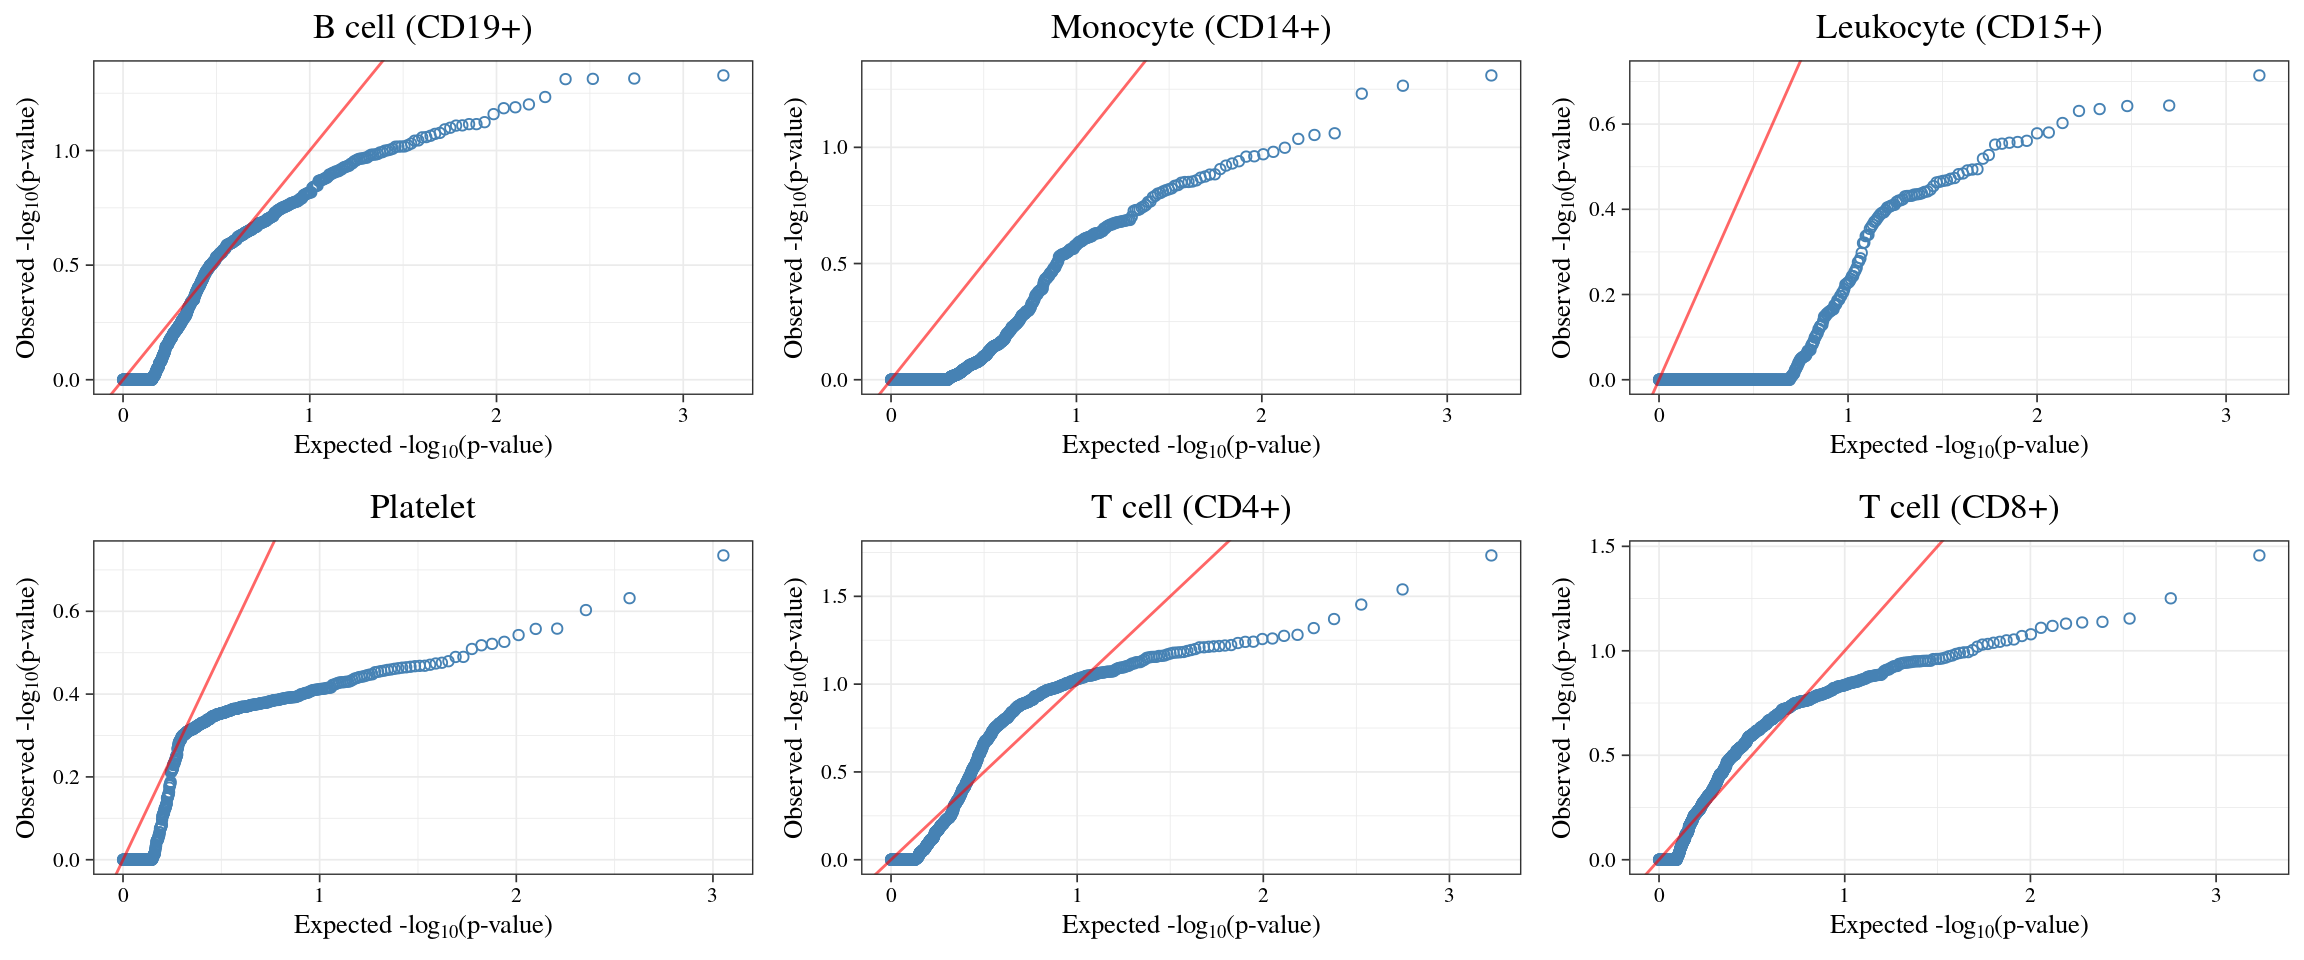 B cell (CD19+)
Observed -log10(p-value)
1.0
0.5
0.0
0 1 2 3
Expected -log10(p-value)
Monocyte (CD14+)
Observed -log10(p-value)
1.0
0.5
0.0
0 1 2 3
Expected -log10(p-value)
Leukocyte (CD15+)
Observed -log10(p-value)
0.6
0.4
0.2
0.0
0 1 2 3
Expected -log10(p-value)
Platelet
Observed -log10(p-value)
0.6
0.4
0.2
0.0
0 1 2 3
Expected -log10(p-value)
T cell (CD4+)
Observed -log10(p-value)
1.5
1.0
0.5
0.0
0 1 2 3
Expected -log10(p-value)
T cell (CD8+)
Observed -log10(p-value)
1.5
1.0
0.5
0.0
0 1 2 3
Expected -log10(p-value)